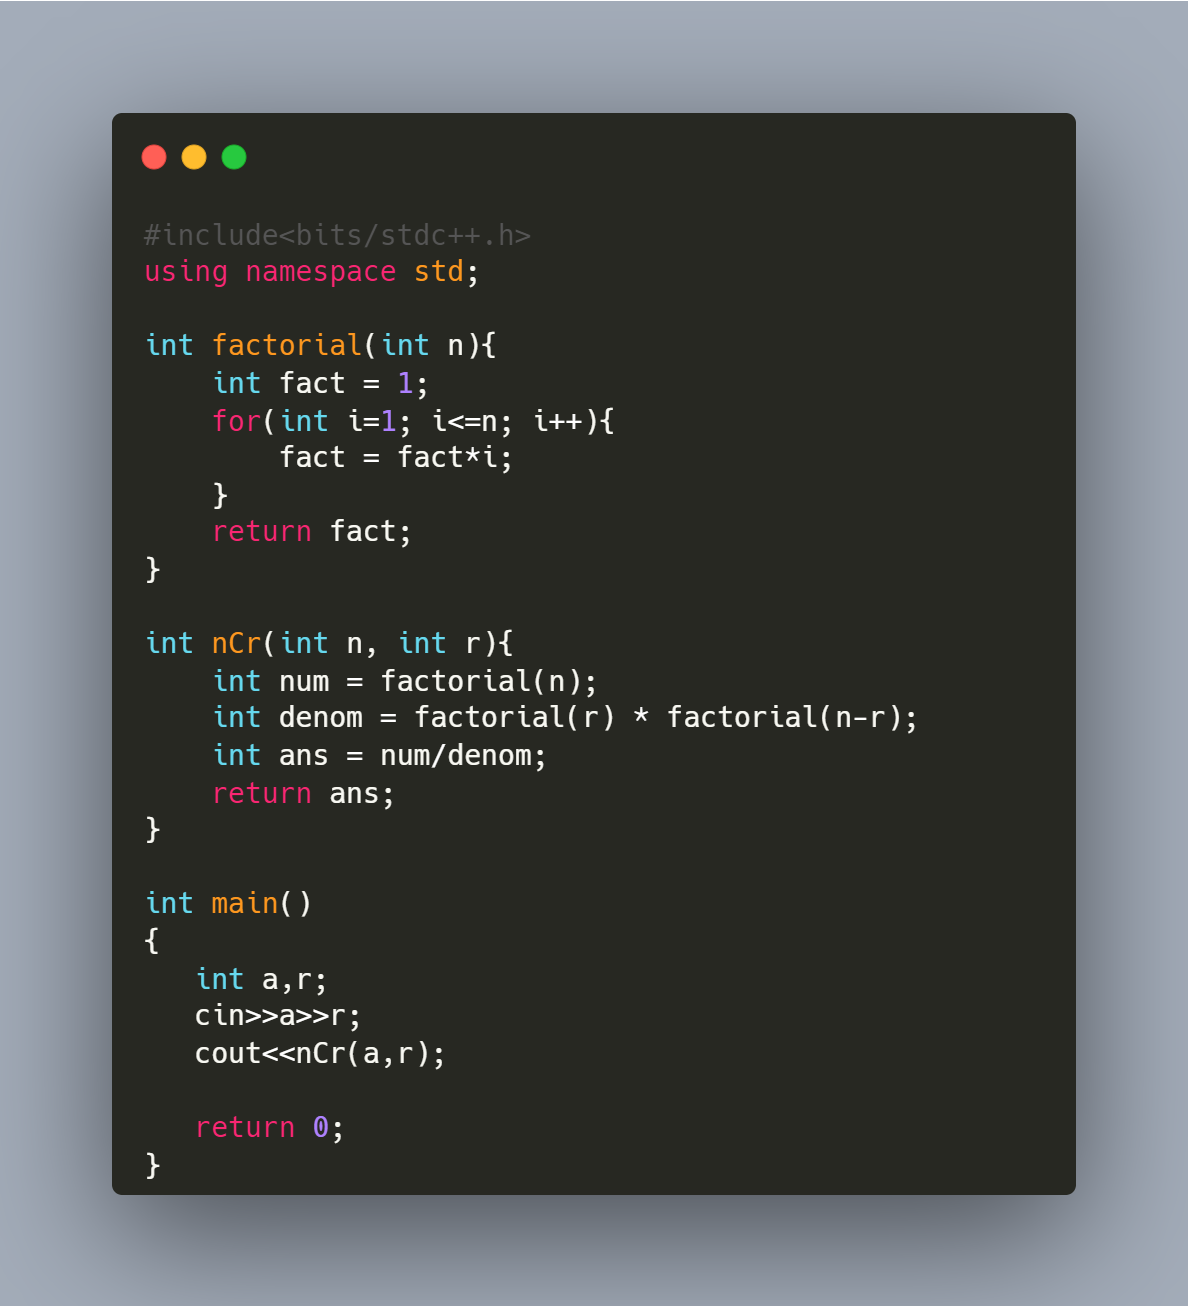 #include<bits/stdc++.h>
using namespace std;

int factorial(int n){
    int fact = 1;
    for(int i=1; i<=n; i++){
        fact = fact*i;
    }
    return fact;
}

int nCr(int n, int r){
    int num = factorial(n);
    int denom = factorial(r) * factorial(n-r);
    int ans = num/denom;
    return ans;
}

int main()
{
   int a,r;
   cin>>a>>r;
   cout<<nCr(a,r);

   return 0;
}